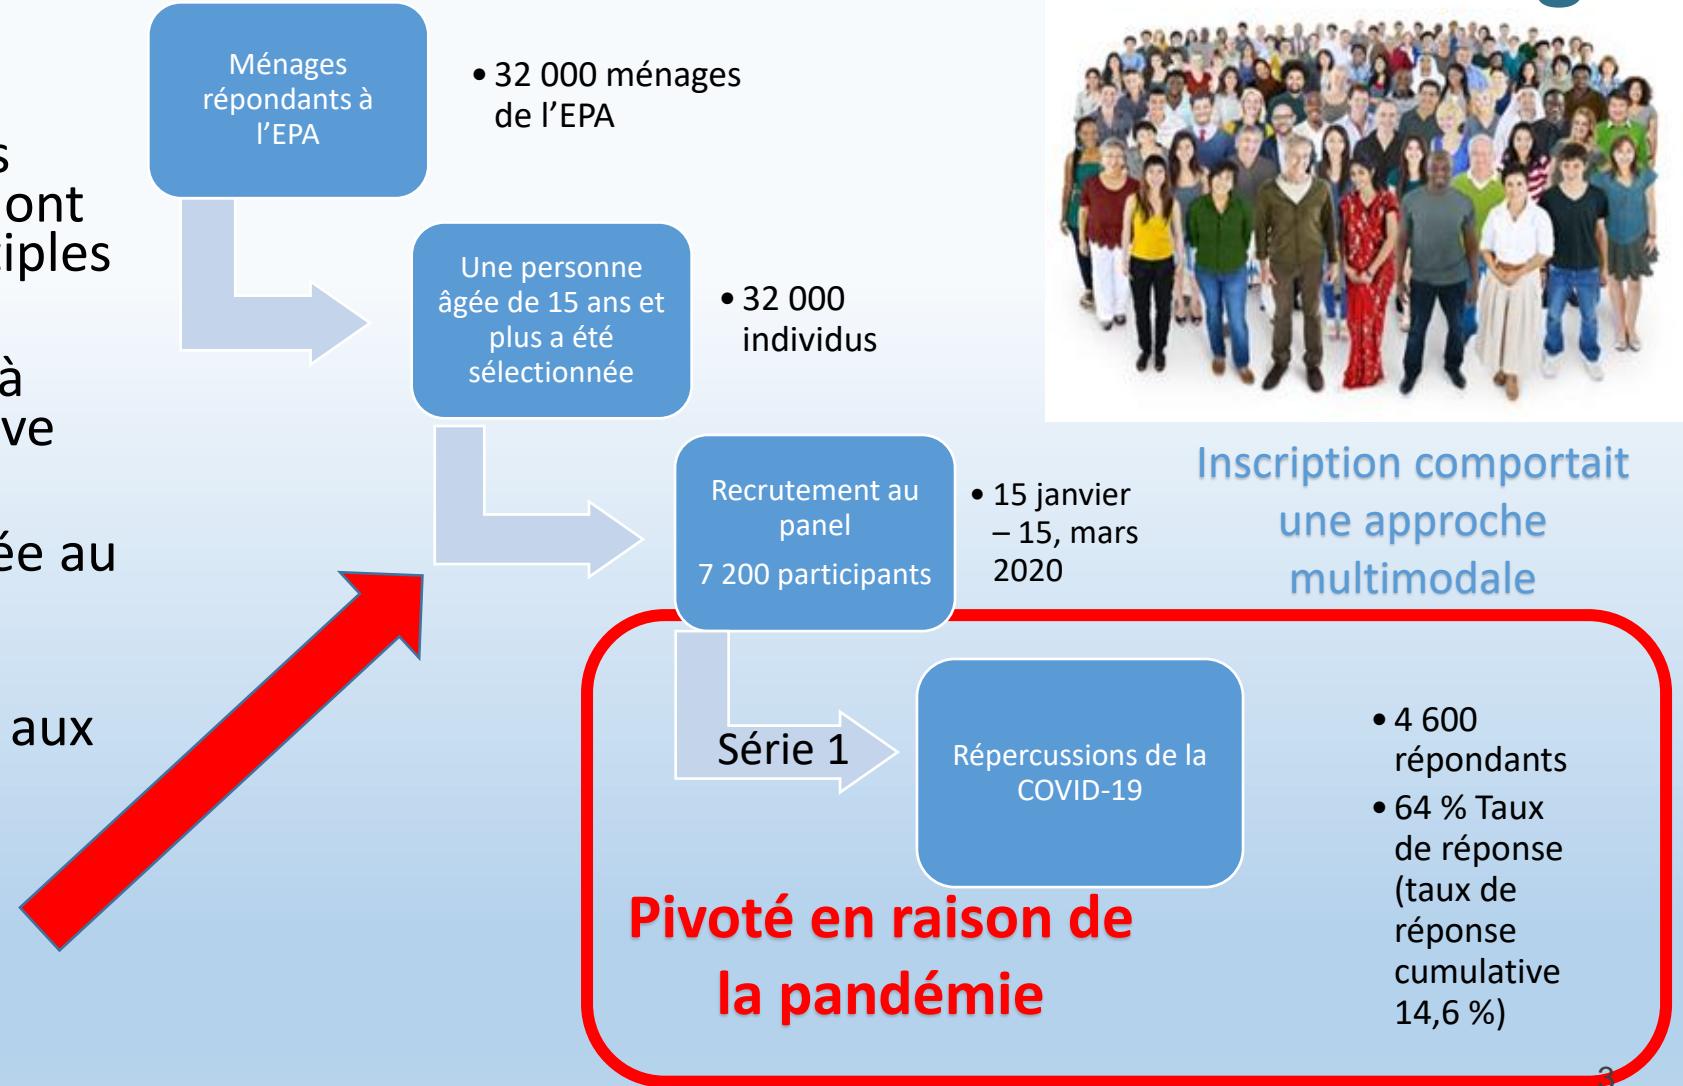 Ménages
répondants à
l’EPA
• 32 000 ménages
de l’EPA
ont
à
au
aux
Une personne
âgée de 15 ans et
plus a été
sélectionnée
• 32 000
individus
Recrutement au
panel
7 200 participants
• 15 janvier
– 15, mars
2020
Inscription comportait
une approche
multimodale
Série 1
Répercussions de la
COVID-19
• 4 600
répondants
• 64 % Taux
de réponse
(taux de
réponse
cumulative
14,6 %)
Pivoté en raison de
la pandémie
3